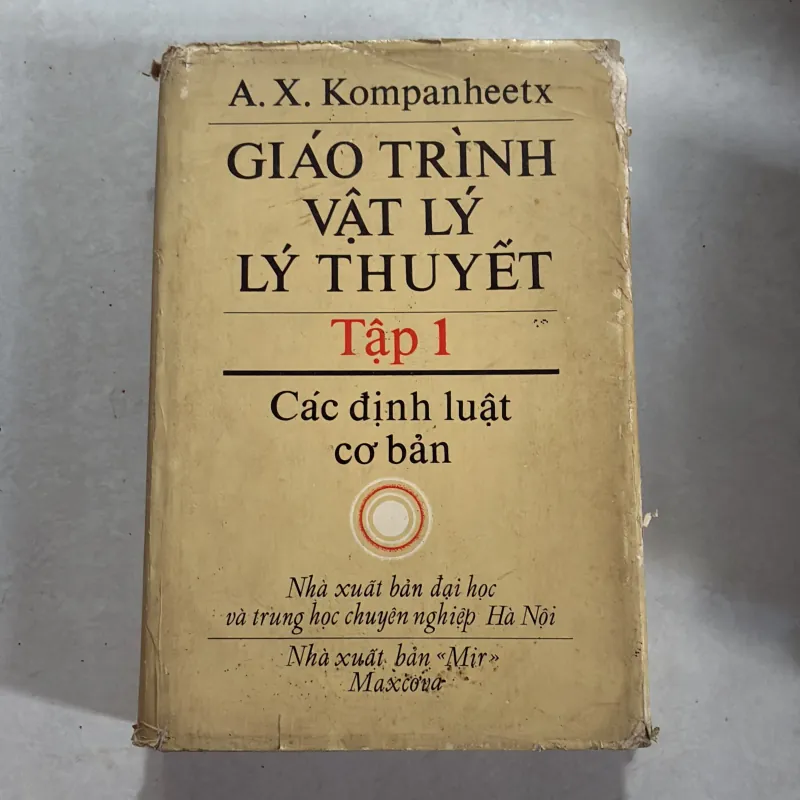 A. X. Kompanheetx
GIÁO TRÌNH
VẬT LÝ
LÝ THUYẾT
Tập 1
Các định luật
cơ bản
Nhà xuất bản đại học
và trung học chuyên nghiệp Hà Nội
Nhà xuất bản «Mir»
Maxcơva